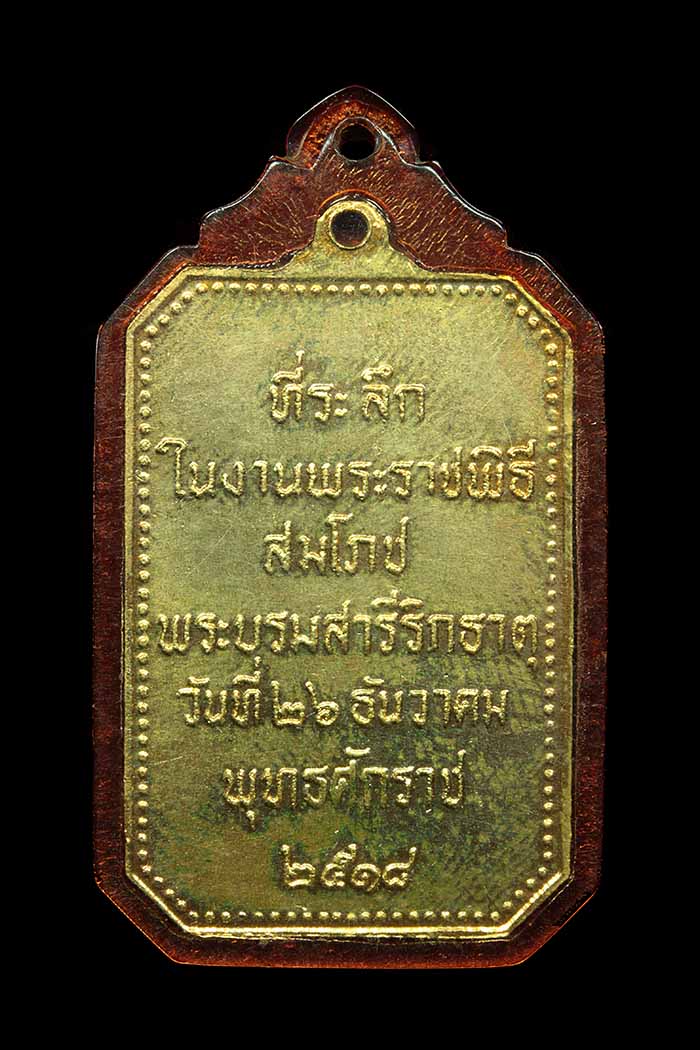 ที่ระลึก
ในงานพระราชพิธี
สมโภช
พระบรมสารีริกธาตุ
วันที่ ๒๖ ธันวาคม
พุทธศักราช
๒๕๑๘